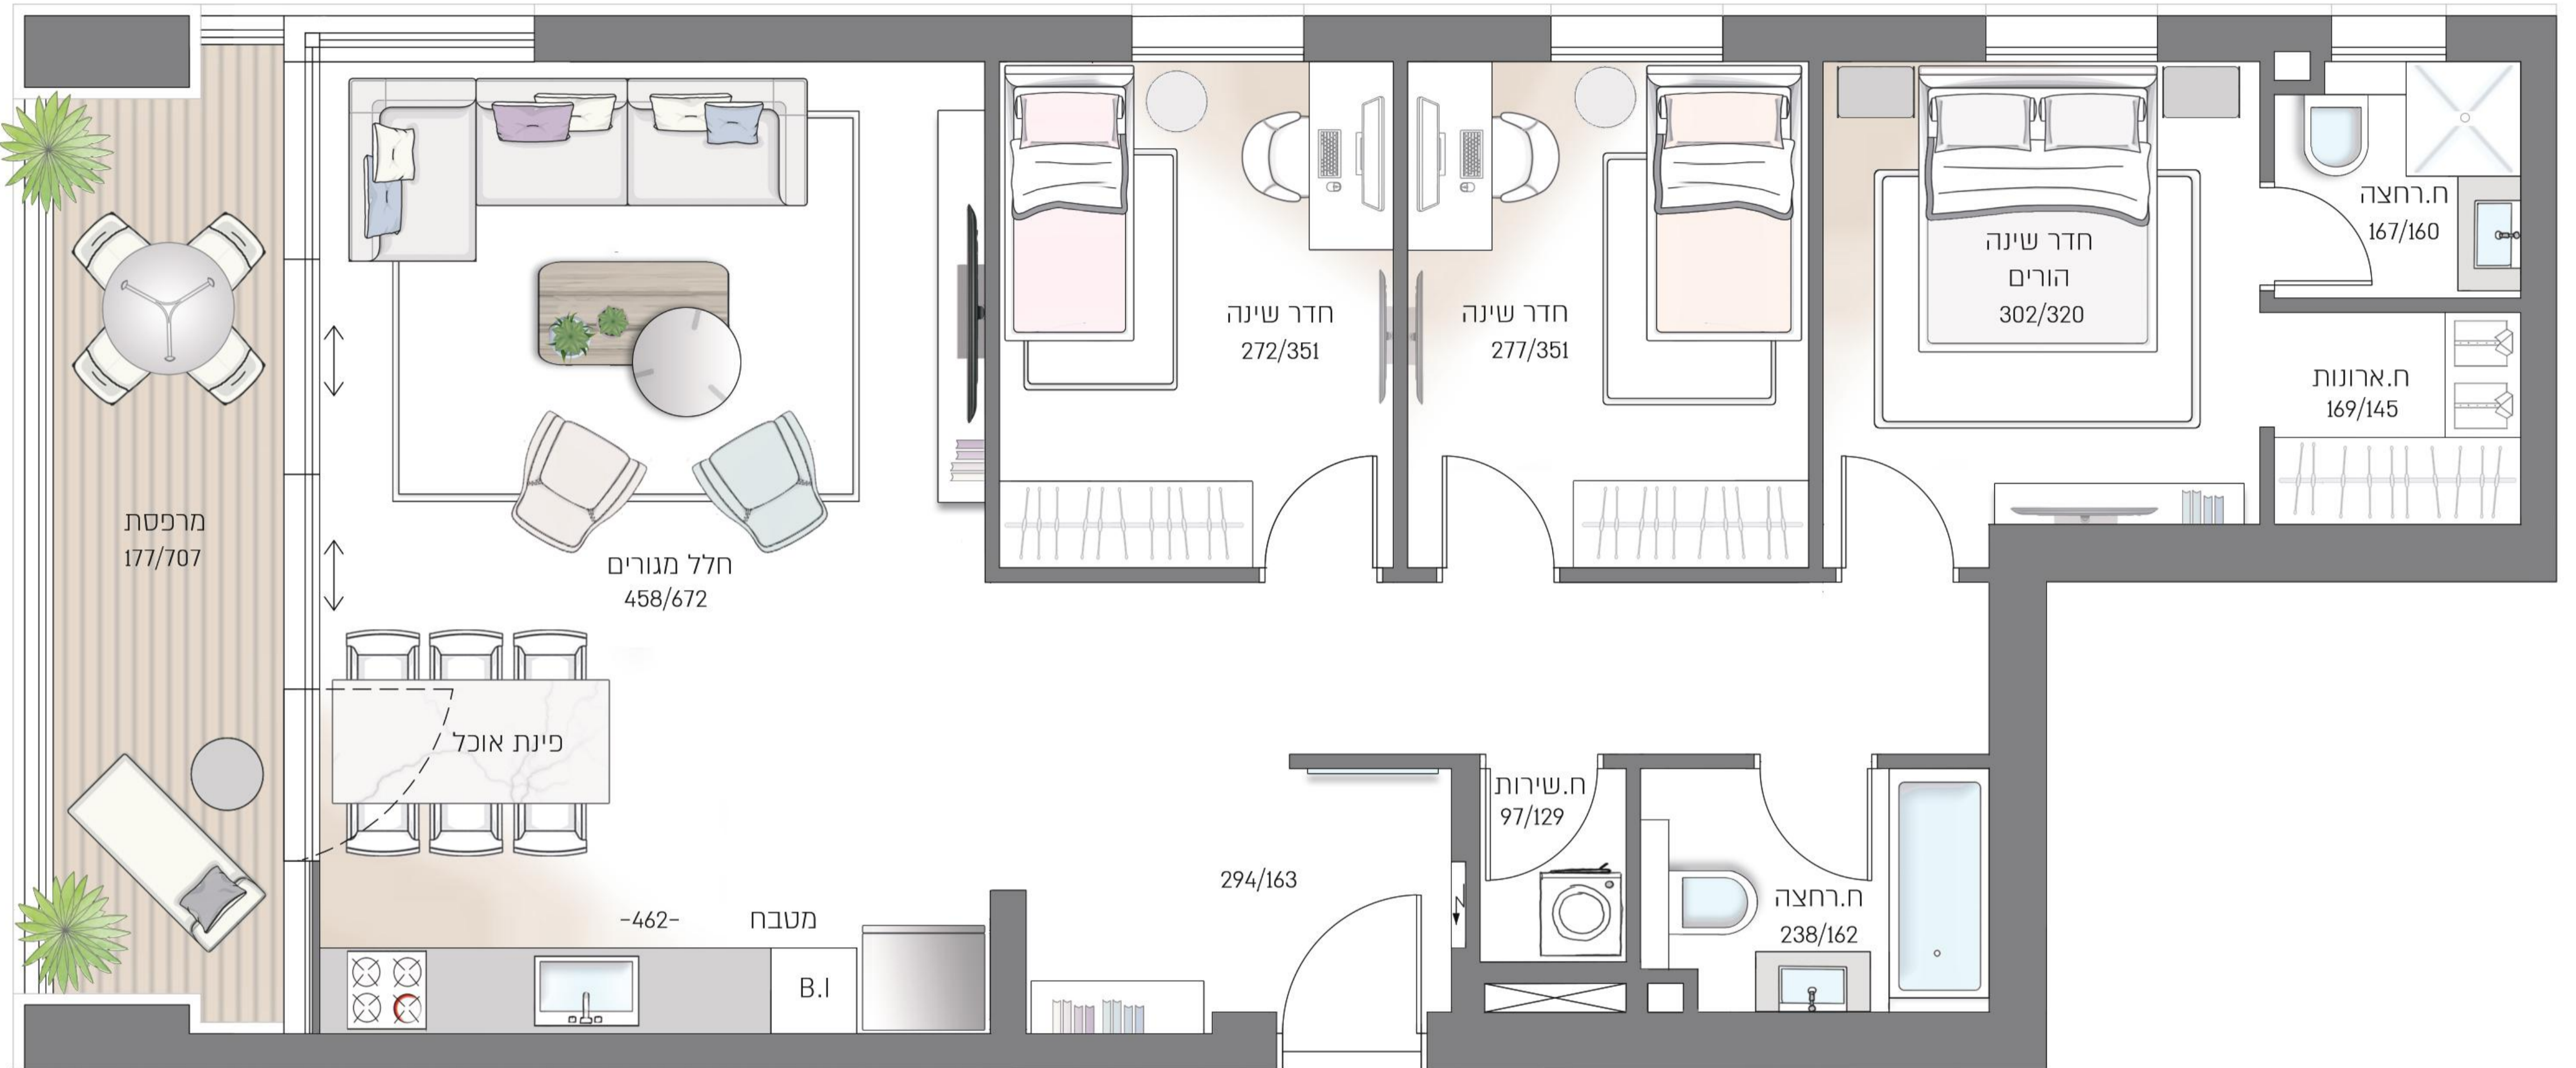 ח.רחצה
167/160
חדר שינה
הורים
302/320
ח.ארונות
169/145
חדר שינה
277/351
חדר שינה
272/351
חלל מגורים
458/672
מרפסת
177/707
פינת אוכל
ח.שירות
97/129
ח.רחצה
238/162
294/163
מטבח
-462-
B.I